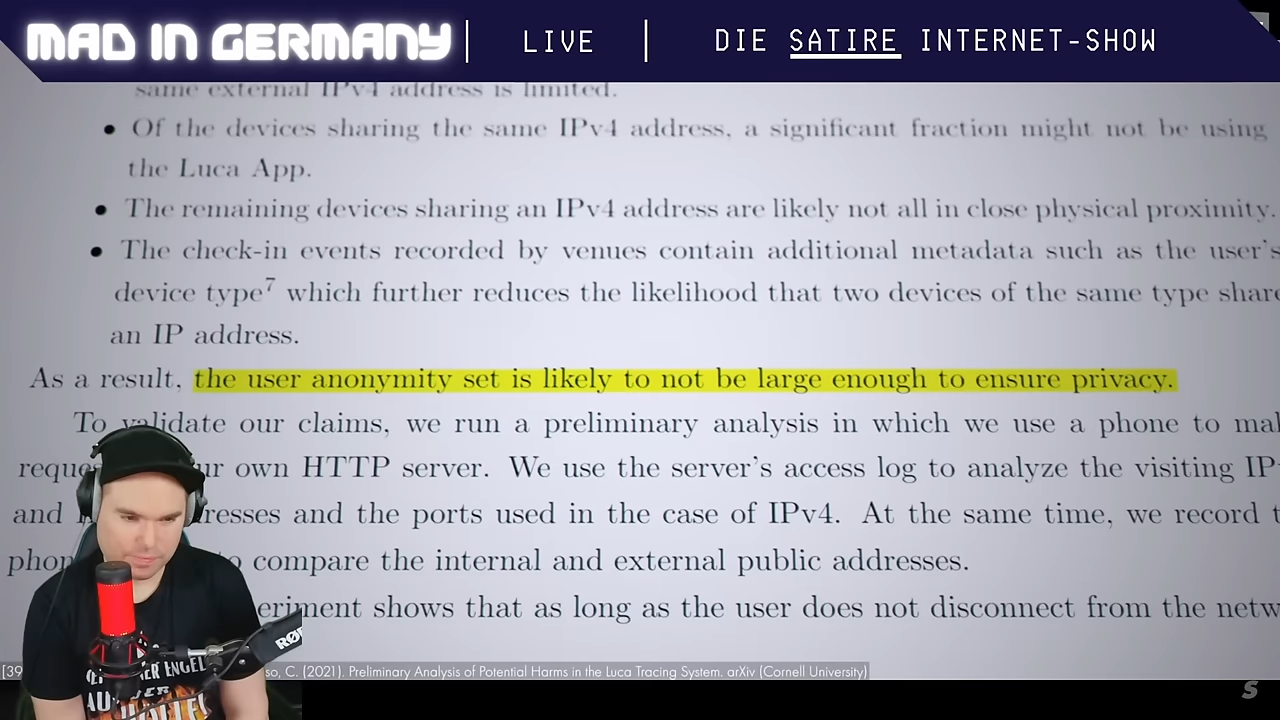 MAD IN GERMANY | LIVE | DIE SATIRE INTERNET-SHOW
same external IPv4 address is limited.
• Of the devices sharing the same IPv4 address, a significant fraction might not be using
the Luca App.
• The remaining devices sharing an IPv4 address are likely not all in close physical proximity.
• The check-in events recorded by venues contain additional metadata such as the user's
device type7 which further reduces the likelihood that two devices of the same type share
an IP address.
As a result, the user anonymity set is likely to not be large enough to ensure privacy.
To validate our claims, we run a preliminary analysis in which we use a phone to
own HTTP server. We use the server's access log to analyze the visiting
and and the ports used in the case of IPv4. At the same time, we record
compare the internal and external public addresses.
shows that as long as the user does not disconnect from the
[39 so, C. (2021). Preliminary Analysis of Potential Harms in the Luca Tracing System. arXiv (Cornell University)
RØDE
ENGEL
AU DER
S